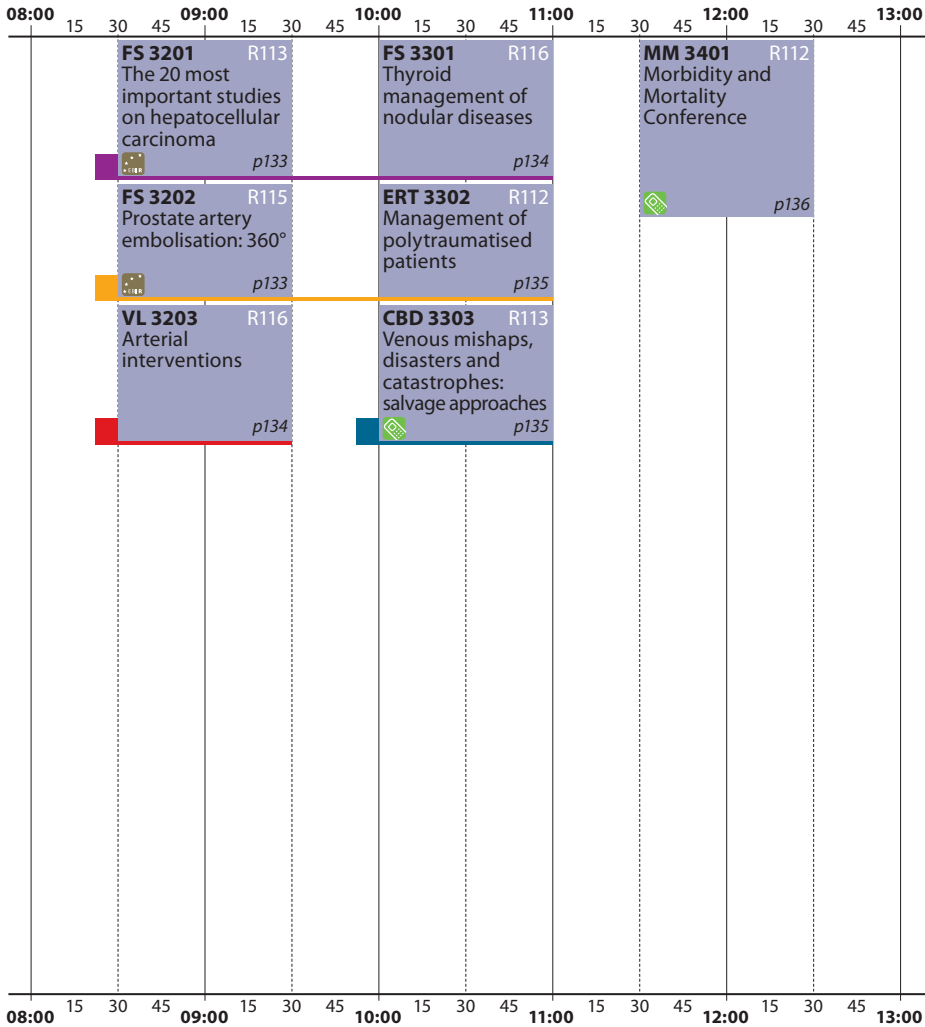 08:00 09:00 10:00 11:00 12:00 13:00
15 30 45 15 30 45 15 30 45 15 30 45 15 30 45
FS 3201 R113
The 20 most
important studies
on hepatocellular
carcinoma
p133
FS 3301 R116
Thyroid
management of
nodular diseases
p134
MM 3401 R112
Morbidity and
Mortality
Conference
p136
FS 3202 R115
Prostate artery
embolisation: 360°
p133
ERT 3302 R112
Management of
polytraumatised
patients
p135
VL 3203 R116
Arterial
interventions
p134
CBD 3303 R113
Venous mishaps,
disasters and
catastrophes:
salvage approaches
p135
15 30 45 15 30 45 15 30 45 15 30 45 15 30 45
08:00 09:00 10:00 11:00 12:00 13:00